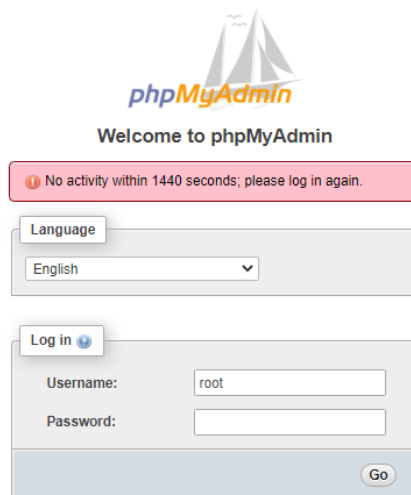 phpMyAdmin
Welcome to phpMyAdmin
No activity within 1440 seconds; please log in again.
Language
English
Log in
Username:
root
Password:
Go